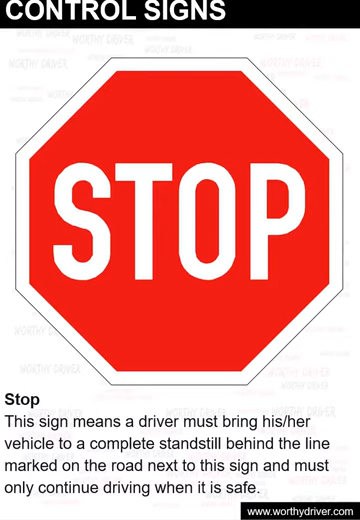 CONTROL SIGNS
STOP
Stop
This sign means a driver must bring his/her
vehicle to a complete standstill behind the line
marked on the road next to this sign and must
only continue driving when it is safe.
www.worthydriver.com
WORTHY DRIVER